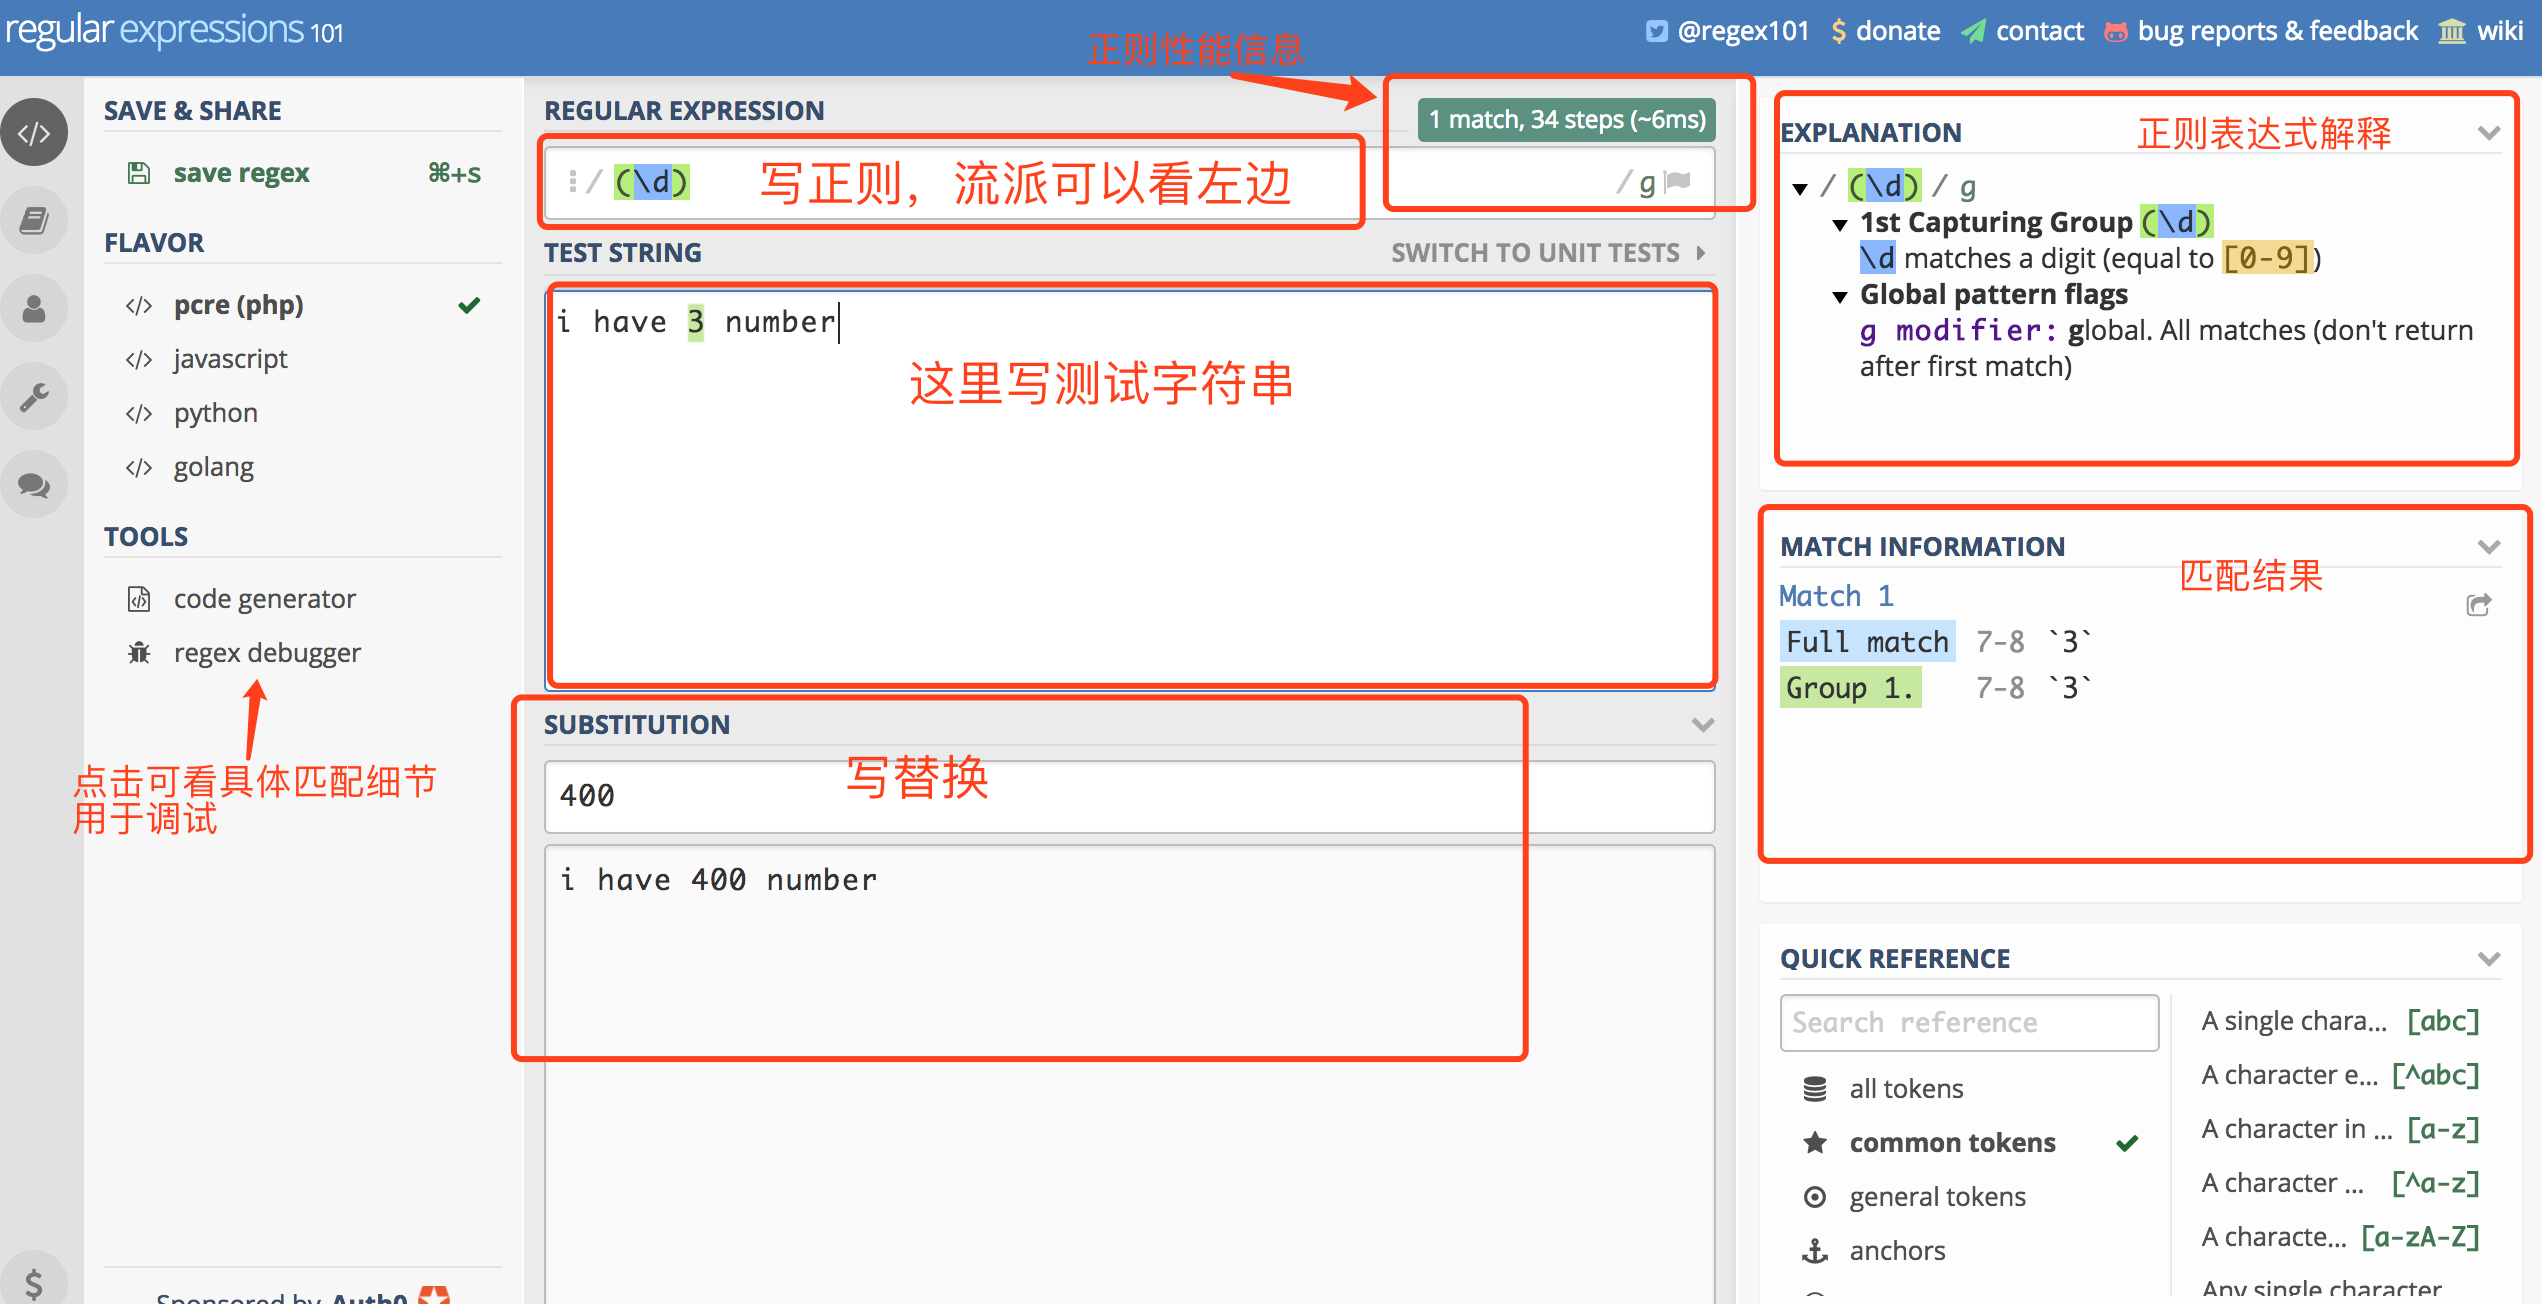 regular expressions 101
@regex101 donate contact bug reports & feedback wiki
正则性能信息
SAVE & SHARE
save regex ⌘+s
FLAVOR
pcre (php)
javascript
python
golang
TOOLS
code generator
regex debugger
点击可看具体匹配细节
用于调试
Sponsored by Auth0
$
REGULAR EXPRESSION
1 match, 34 steps (~6ms)
/ (\d) / g
写正则，流派可以看左边
TEST STRING
SWITCH TO UNIT TESTS
i have 3 number
这里写测试字符串
SUBSTITUTION
写替换
400
i have 400 number
EXPLANATION
正则表达式解释
/ (\d) / g
1st Capturing Group (\d)
\d matches a digit (equal to [0-9])
Global pattern flags
g modifier: global. All matches (don't return
after first match)
MATCH INFORMATION
匹配结果
Match 1
Full match 7-8 `3`
Group 1. 7-8 `3`
QUICK REFERENCE
Search reference
all tokens
common tokens
general tokens
anchors
A single chara... [abc]
A character e... [^abc]
A character in ... [a-z]
A character ... [^a-z]
A characte... [a-zA-Z]
Any single character